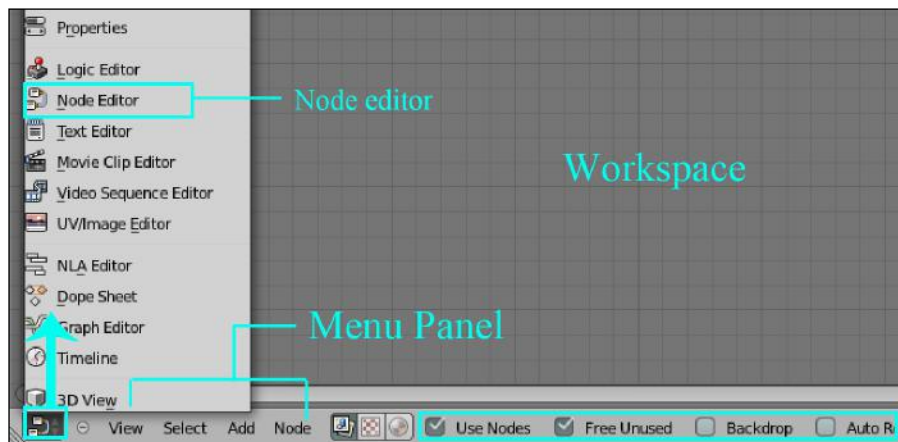 Properties
Logic Editor
Node Editor
Node editor
Text Editor
Movie Clip Editor
Workspace
Video Sequence Editor
UV/Image Editor
NLA Editor
Dope Sheet
Graph Editor
Menu Panel
Timeline
3D View
View Select Add Node Use Nodes Free Unused Backdrop Auto R